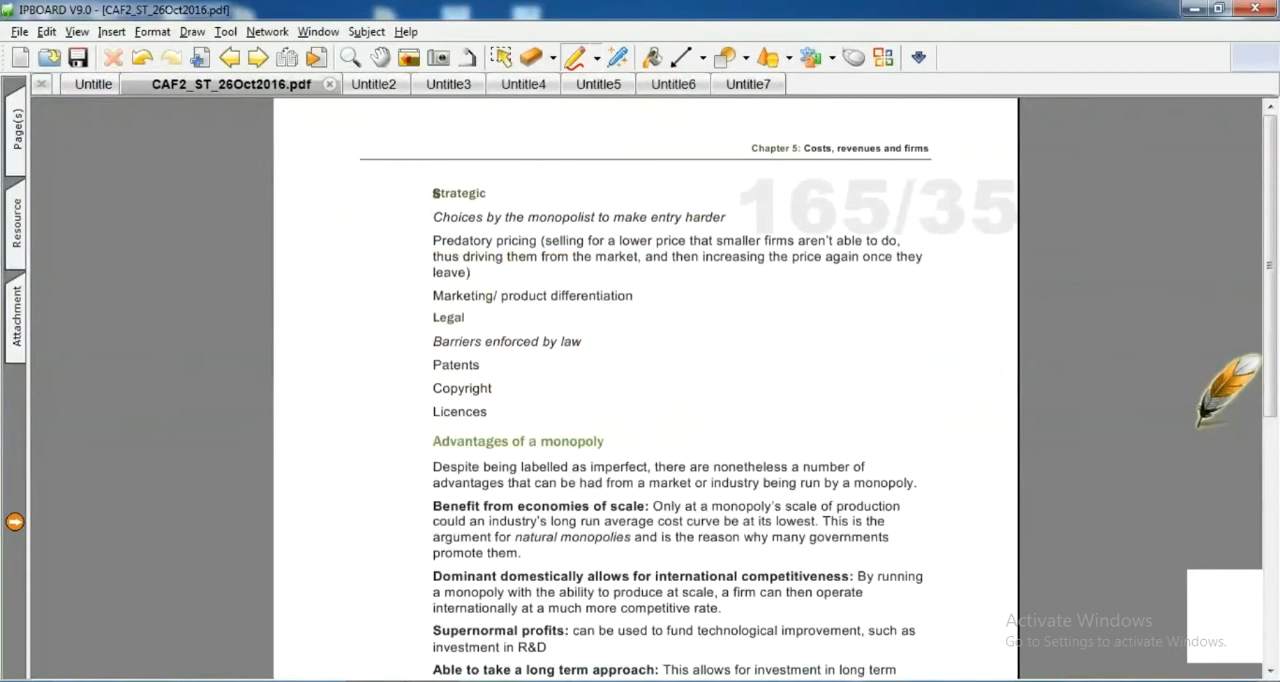 IPBOARD V9.0 - [CAF2_ST_26Oct2016.pdf]
File Edit View Insert Format Draw Tool Network Window Subject Help
Untitle CAF2_ST_26Oct2016.pdf Untitle2 Untitle3 Untitle4 Untitle5 Untitle6 Untitle7
Page(s)
Resource
Attachment
Chapter 5: Costs, revenues and firms
165/35
Strategic
Choices by the monopolist to make entry harder
Predatory pricing (selling for a lower price that smaller firms aren't able to do,
thus driving them from the market, and then increasing the price again once they
leave)
Marketing/ product differentiation
Legal
Barriers enforced by law
Patents
Copyright
Licences
Advantages of a monopoly
Despite being labelled as imperfect, there are nonetheless a number of
advantages that can be had from a market or industry being run by a monopoly.
Benefit from economies of scale: Only at a monopoly's scale of production
could an industry's long run average cost curve be at its lowest. This is the
argument for natural monopolies and is the reason why many governments
promote them.
Dominant domestically allows for international competitiveness: By running
a monopoly with the ability to produce at scale, a firm can then operate
internationally at a much more competitive rate.
Supernormal profits: can be used to fund technological improvement, such as
investment in R&D
Able to take a long term approach: This allows for investment in long term
Activate Windows
Go to Settings to activate Windows.